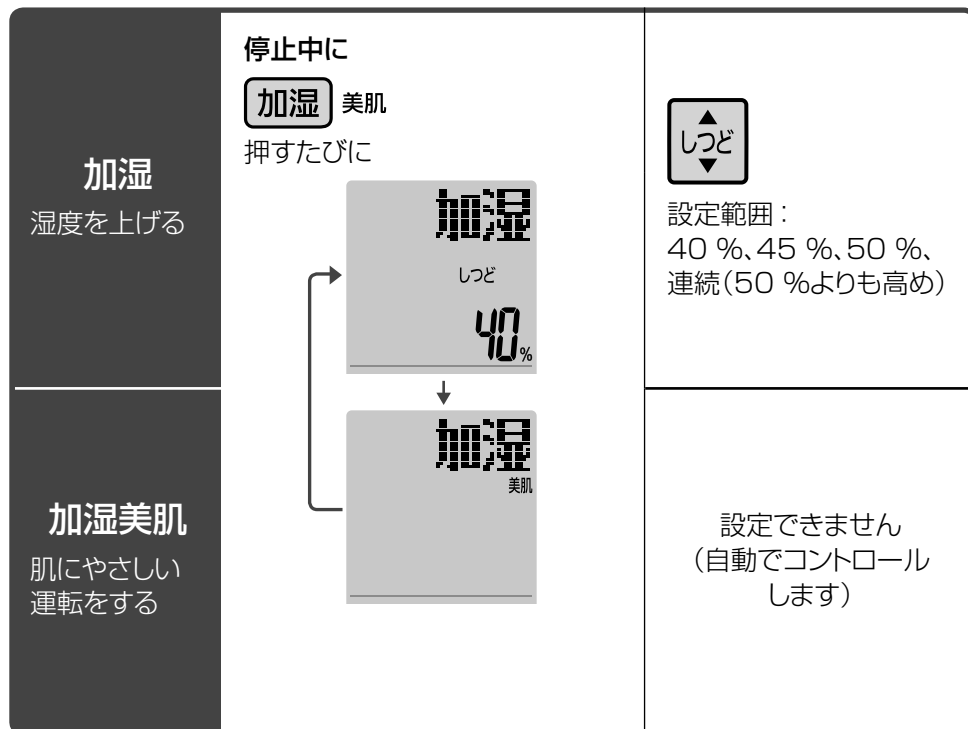 加湿
湿度を上げる
停止中に
加湿 美肌
押すたびに
加湿
しつど
40%
▲
しつど
▼
設定範囲：
40 %、45 %、50 %、
連続（50 %よりも高め）
加湿美肌
肌にやさしい
運転をする
加湿
美肌
設定できません
（自動でコントロール
します）